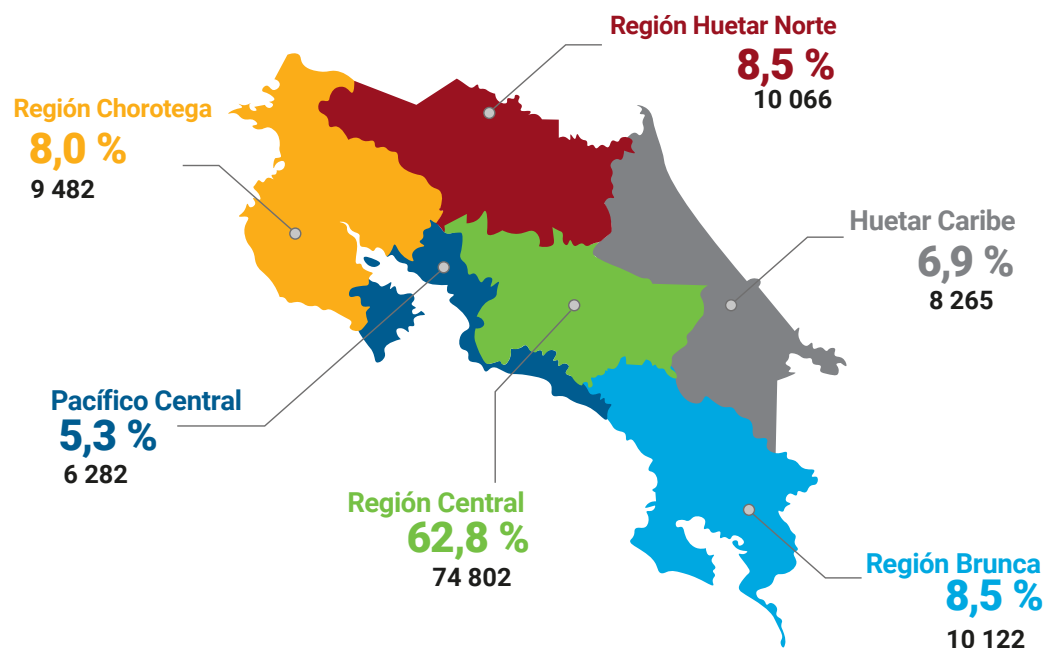 Región Huetar Norte
8,5 %
10 066
Región Chorotega
8,0 %
9 482
Huetar Caribe
6,9 %
8 265
Pacífico Central
5,3 %
6 282
Región Central
62,8 %
74 802
Región Brunca
8,5 %
10 122